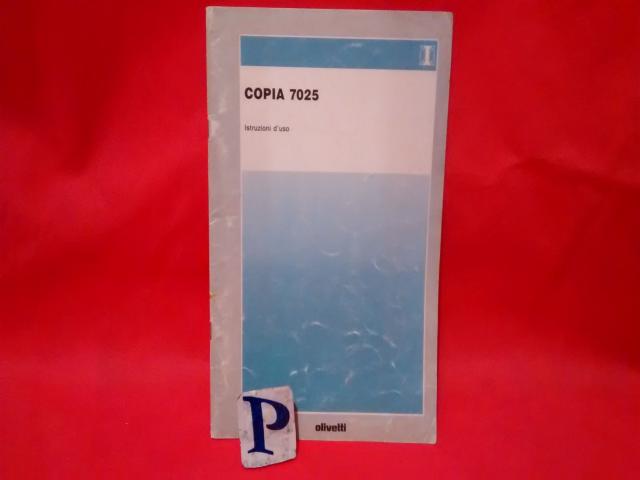 I
COPIA 7025
Istruzioni d'uso
olivetti
P